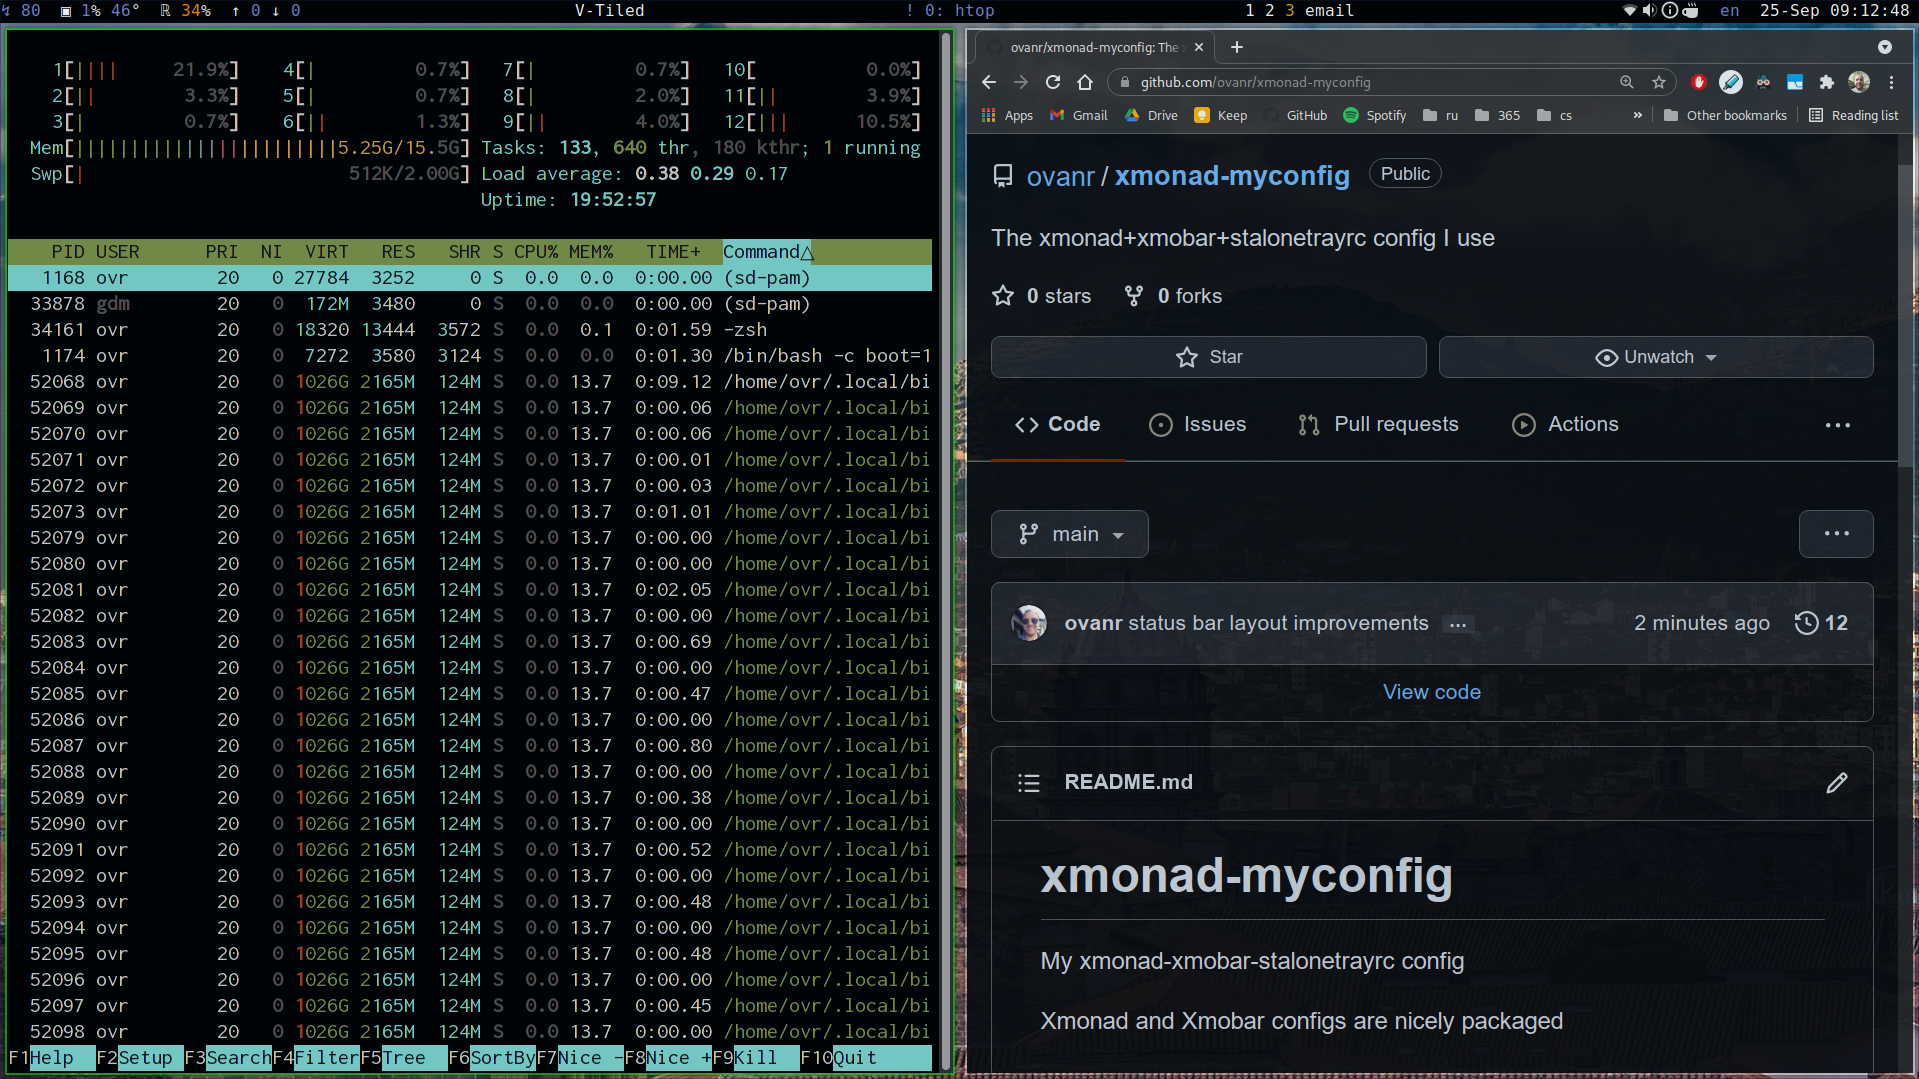 80 1% 46° ℝ 34% ↑ 0 ↓ 0 V-Tiled ! 0: htop 1 2 3 email en 25-Sep 09:12:48
1[|||| 21.9%] 4[| 0.7%] 7[| 0.7%] 10[ 0.0%]
2[|| 3.3%] 5[| 0.7%] 8[| 2.0%] 11[|| 3.9%]
3[| 0.7%] 6[|| 1.3%] 9[|| 4.0%] 12[||| 10.5%]
Mem[||||||||||||||||||||||||5.25G/15.5G] Tasks: 133, 640 thr, 180 kthr; 1 running
Swp[| 512K/2.00G] Load average: 0.38 0.29 0.17
Uptime: 19:52:57
PID USER PRI NI VIRT RES SHR S CPU% MEM% TIME+ Command△
1168 ovr 20 0 27784 3252 0 S 0.0 0.0 0:00.00 (sd-pam)
33878 gdm 20 0 172M 3480 0 S 0.0 0.0 0:00.00 (sd-pam)
34161 ovr 20 0 18320 13444 3572 S 0.0 0.1 0:01.59 -zsh
1174 ovr 20 0 7272 3580 3124 S 0.0 0.0 0:01.30 /bin/bash -c boot=1
52068 ovr 20 0 1026G 2165M 124M S 0.0 13.7 0:09.12 /home/ovr/.local/bi
52069 ovr 20 0 1026G 2165M 124M S 0.0 13.7 0:00.06 /home/ovr/.local/bi
52070 ovr 20 0 1026G 2165M 124M S 0.0 13.7 0:00.06 /home/ovr/.local/bi
52071 ovr 20 0 1026G 2165M 124M S 0.0 13.7 0:00.01 /home/ovr/.local/bi
52072 ovr 20 0 1026G 2165M 124M S 0.0 13.7 0:00.03 /home/ovr/.local/bi
52073 ovr 20 0 1026G 2165M 124M S 0.0 13.7 0:01.01 /home/ovr/.local/bi
52079 ovr 20 0 1026G 2165M 124M S 0.0 13.7 0:00.00 /home/ovr/.local/bi
52080 ovr 20 0 1026G 2165M 124M S 0.0 13.7 0:00.00 /home/ovr/.local/bi
52081 ovr 20 0 1026G 2165M 124M S 0.0 13.7 0:02.05 /home/ovr/.local/bi
52082 ovr 20 0 1026G 2165M 124M S 0.0 13.7 0:00.00 /home/ovr/.local/bi
52083 ovr 20 0 1026G 2165M 124M S 0.0 13.7 0:00.69 /home/ovr/.local/bi
52084 ovr 20 0 1026G 2165M 124M S 0.0 13.7 0:00.00 /home/ovr/.local/bi
52085 ovr 20 0 1026G 2165M 124M S 0.0 13.7 0:00.47 /home/ovr/.local/bi
52086 ovr 20 0 1026G 2165M 124M S 0.0 13.7 0:00.00 /home/ovr/.local/bi
52087 ovr 20 0 1026G 2165M 124M S 0.0 13.7 0:00.80 /home/ovr/.local/bi
52088 ovr 20 0 1026G 2165M 124M S 0.0 13.7 0:00.00 /home/ovr/.local/bi
52089 ovr 20 0 1026G 2165M 124M S 0.0 13.7 0:00.38 /home/ovr/.local/bi
52090 ovr 20 0 1026G 2165M 124M S 0.0 13.7 0:00.00 /home/ovr/.local/bi
52091 ovr 20 0 1026G 2165M 124M S 0.0 13.7 0:00.52 /home/ovr/.local/bi
52092 ovr 20 0 1026G 2165M 124M S 0.0 13.7 0:00.00 /home/ovr/.local/bi
52093 ovr 20 0 1026G 2165M 124M S 0.0 13.7 0:00.48 /home/ovr/.local/bi
52094 ovr 20 0 1026G 2165M 124M S 0.0 13.7 0:00.00 /home/ovr/.local/bi
52095 ovr 20 0 1026G 2165M 124M S 0.0 13.7 0:00.48 /home/ovr/.local/bi
52096 ovr 20 0 1026G 2165M 124M S 0.0 13.7 0:00.00 /home/ovr/.local/bi
52097 ovr 20 0 1026G 2165M 124M S 0.0 13.7 0:00.45 /home/ovr/.local/bi
52098 ovr 20 0 1026G 2165M 124M S 0.0 13.7 0:00.00 /home/ovr/.local/bi
F1Help F2Setup F3SearchF4FilterF5Tree F6SortByF7Nice -F8Nice +F9Kill F10Quit
ovanr/xmonad-myconfig: The
github.com/ovanr/xmonad-myconfig
Apps Gmail Drive Keep GitHub Spotify ru 365 cs » Other bookmarks Reading list
ovanr / xmonad-myconfig Public
The xmonad+xmobar+stalonetrayrc config I use
0 stars 0 forks
Star Unwatch
Code Issues Pull requests Actions ...
main ...
ovanr status bar layout improvements ... 2 minutes ago 12
View code
README.md
xmonad-myconfig
My xmonad-xmobar-stalonetrayrc config
Xmonad and Xmobar configs are nicely packaged